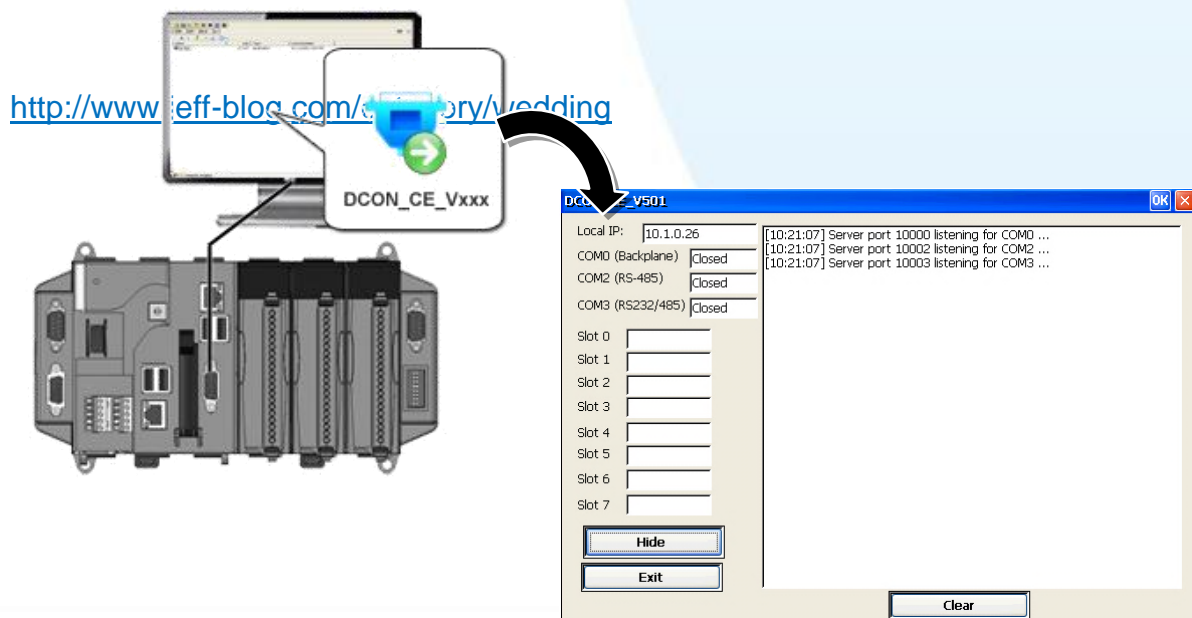 http://www eff-blog.com/ ory/wedding
DCON_CE_Vxxx
V501
OK
Local IP: 10.1.0.26
COM0 (Backplane) Closed
COM2 (RS-485) Closed
COM3 (RS232/485) Closed
Slot 0
Slot 1
Slot 2
Slot 3
Slot 4
Slot 5
Slot 6
Slot 7
Hide
Exit
[10:21:07] Server port 10000 listening for COM0 ...
[10:21:07] Server port 10002 listening for COM2 ...
[10:21:07] Server port 10003 listening for COM3 ...
Clear